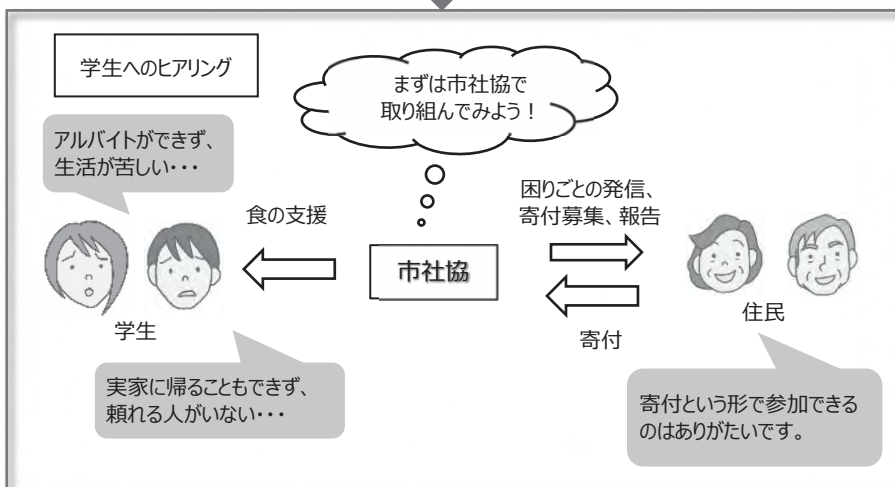 学生へのヒアリング
まずは市社協で
取り組んでみよう！
アルバイトができず、
生活が苦しい・・・
食の支援
困りごとの発信、
寄付募集、報告
市社協
学生
住民
寄付
実家に帰ることもできず、
頼れる人がいない・・・
寄付という形で参加できる
のはありがたいです。